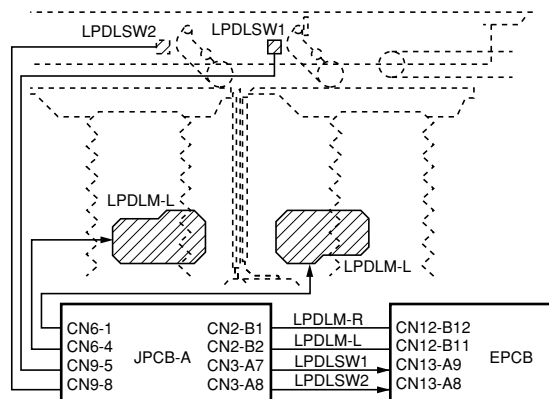 LPDLSW2
LPDLSW1
LPDLM-L
LPDLM-L
CN6-1
CN6-4
CN9-5
CN9-8
JPCB-A
CN2-B1
CN2-B2
CN3-A7
CN3-A8
LPDLM-R
LPDLM-L
LPDLSW1
LPDLSW2
CN12-B12
CN12-B11
CN13-A9
CN13-A8
EPCB